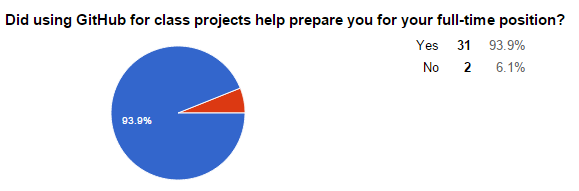 Did using GitHub for class projects help prepare you for your full-time position?
Yes 31 93.9%
No 2 6.1%
93.9%